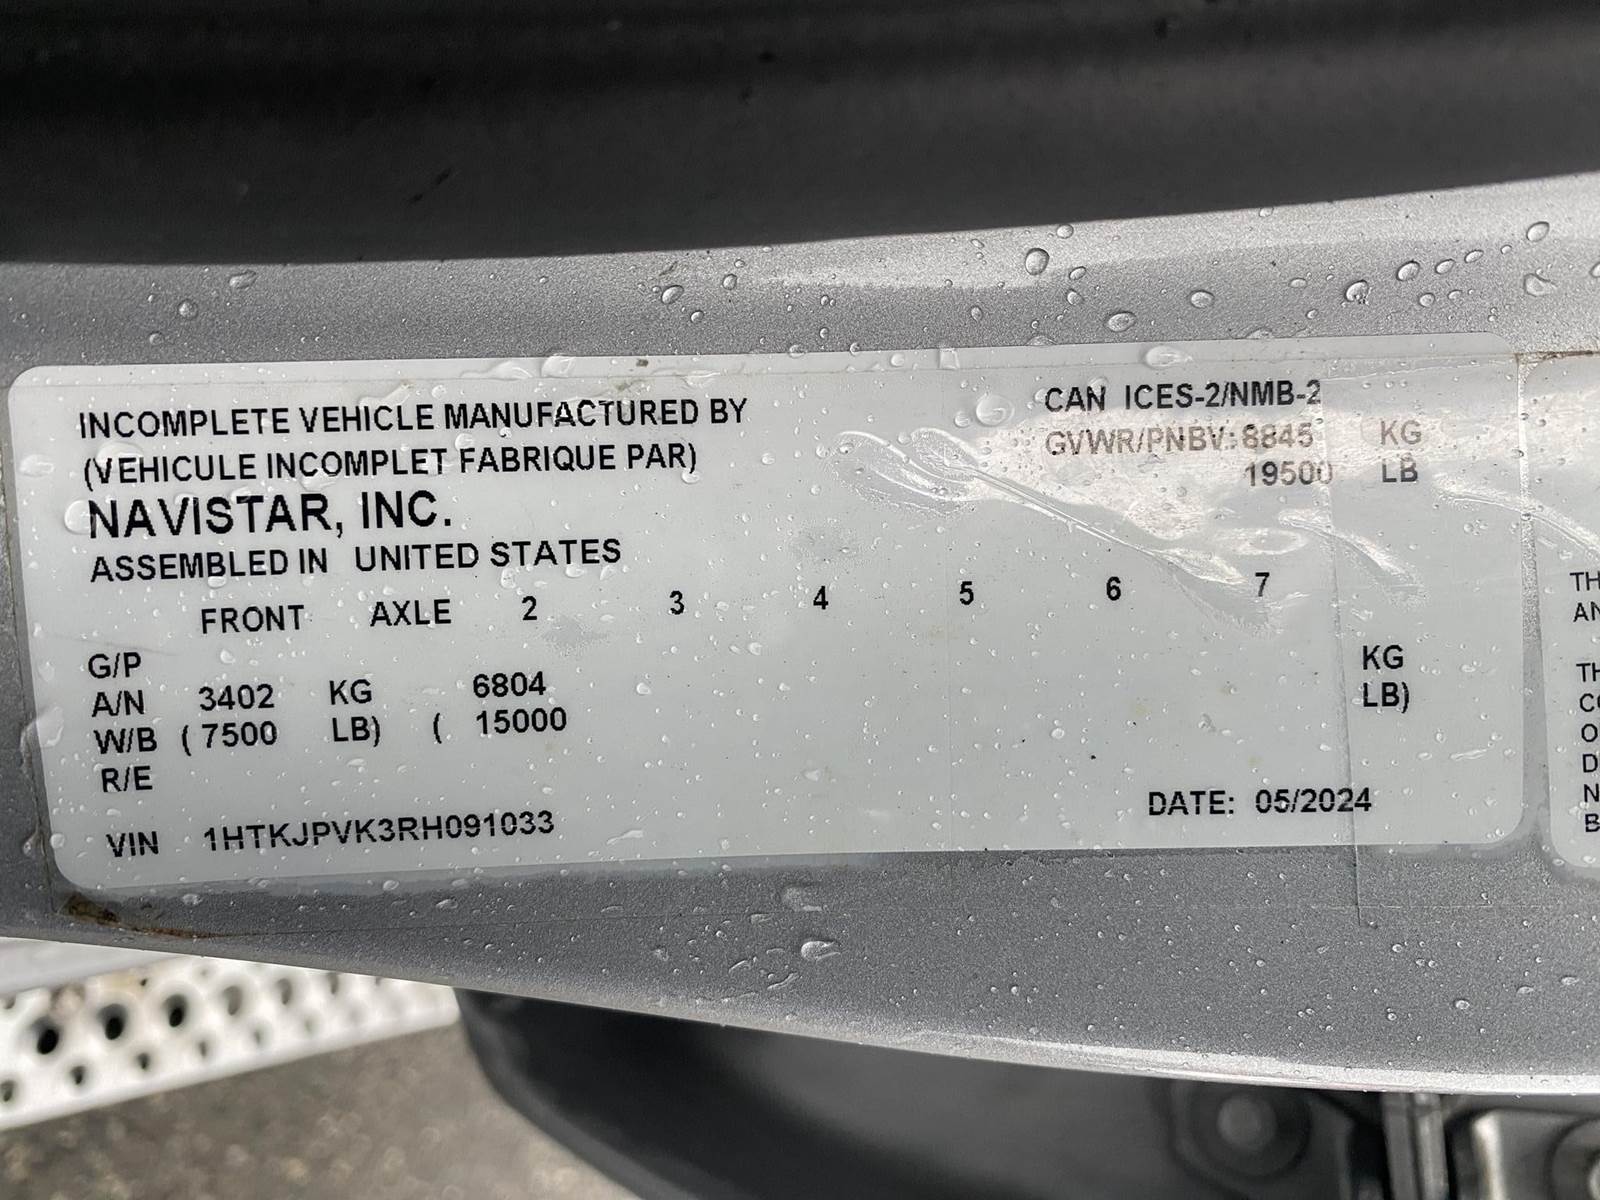 INCOMPLETE VEHICLE MANUFACTURED BY
(VEHICULE INCOMPLET FABRIQUE PAR)
NAVISTAR, INC.
ASSEMBLED IN UNITED STATES
CAN ICES-2/NMB-2
GVWR/PNBV:8845 KG
19500 LB
FRONT AXLE 2 3 4 5 6 7
G/P
A/N 3402 KG 6804 KG
W/B ( 7500 LB) ( 15000 LB)
R/E
VIN 1HTKJPVK3RH091033
DATE: 05/2024